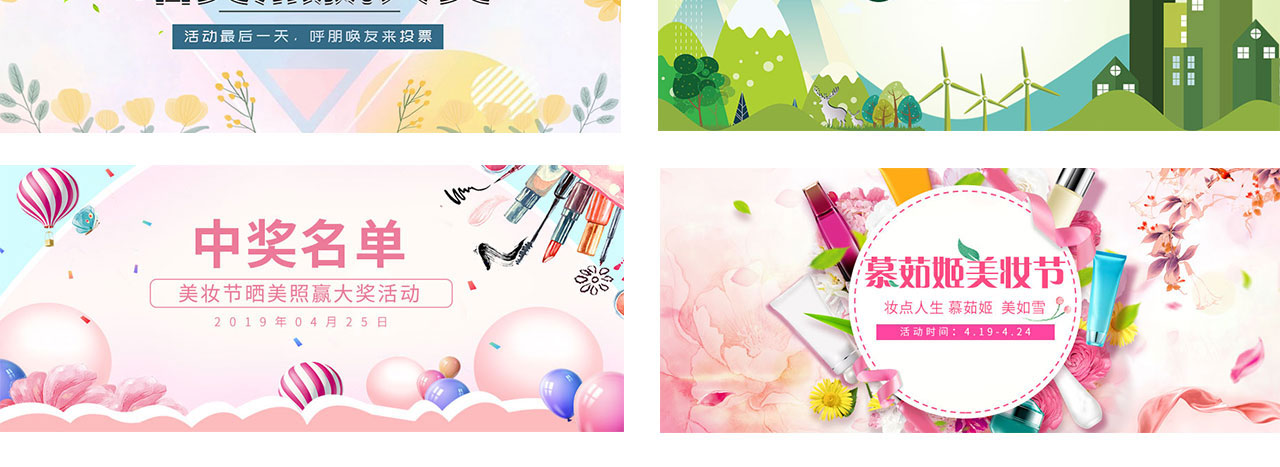 活动最后一天，呼朋唤友来投票
中奖名单
美妆节晒美照赢大奖活动
2019年04月25日
慕茹姬美妆节
妆点人生 慕茹姬 美如雪
活动时间：4.19-4.24